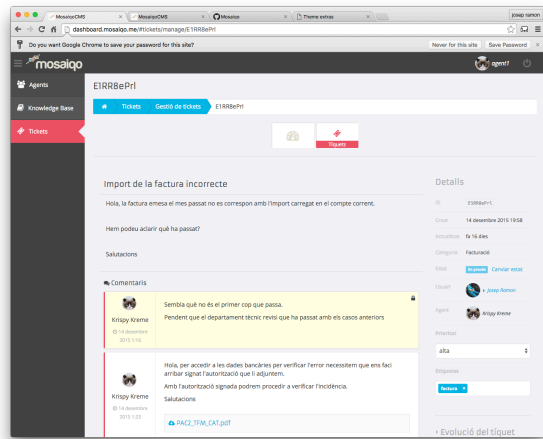 josep ramon
MosaiqoCMS
MosaiqoCMS
Mosaiqo
Theme extras
dashboard.mosaiqo.me/#tickets/manage/E1RR8ePrl
Do you want Google Chrome to save your password for this site?
Never for this site
Save Password
mosaiqo
agent1
Agents
Knowledge Base
Tickets
E1RR8ePrl
Tickets
Gestió de tickets
E1RR8ePrl
Tíquets
Import de la factura incorrecte
Hola, la factura emesa el mes passat no es correspon amb l'import carregat en el compte corrent.
Hem podeu aclarir què ha passat?
Salutacions
Comentaris
Krispy Kreme
14 desembre
2015 1:16
Sembla què no és el primer cop que passa.
Pendent que el departament tècnic revisi que ha passat amb els casos anteriors
Krispy Kreme
14 desembre
2015 1:22
Hola, per accedir a les dades bancàries per verificar l'error necessitem que ens faci
arribar signat l'autorització que li adjuntem.
Amb l'autorització signada podrem procedir a verificar l'incidència.
Salutacions
PAC2_TFM_CAT.pdf
Details
E1RR8ePrl
Creat
14 desembre 2015 19:58
fa 16 dies
Categoria
Facturació
Estat
Canviar estat
Usuari
Josep Ramon
Agent
Krispy Kreme
Prioritat
alta
Etiquetes
factura ×
Evolució del tíquet